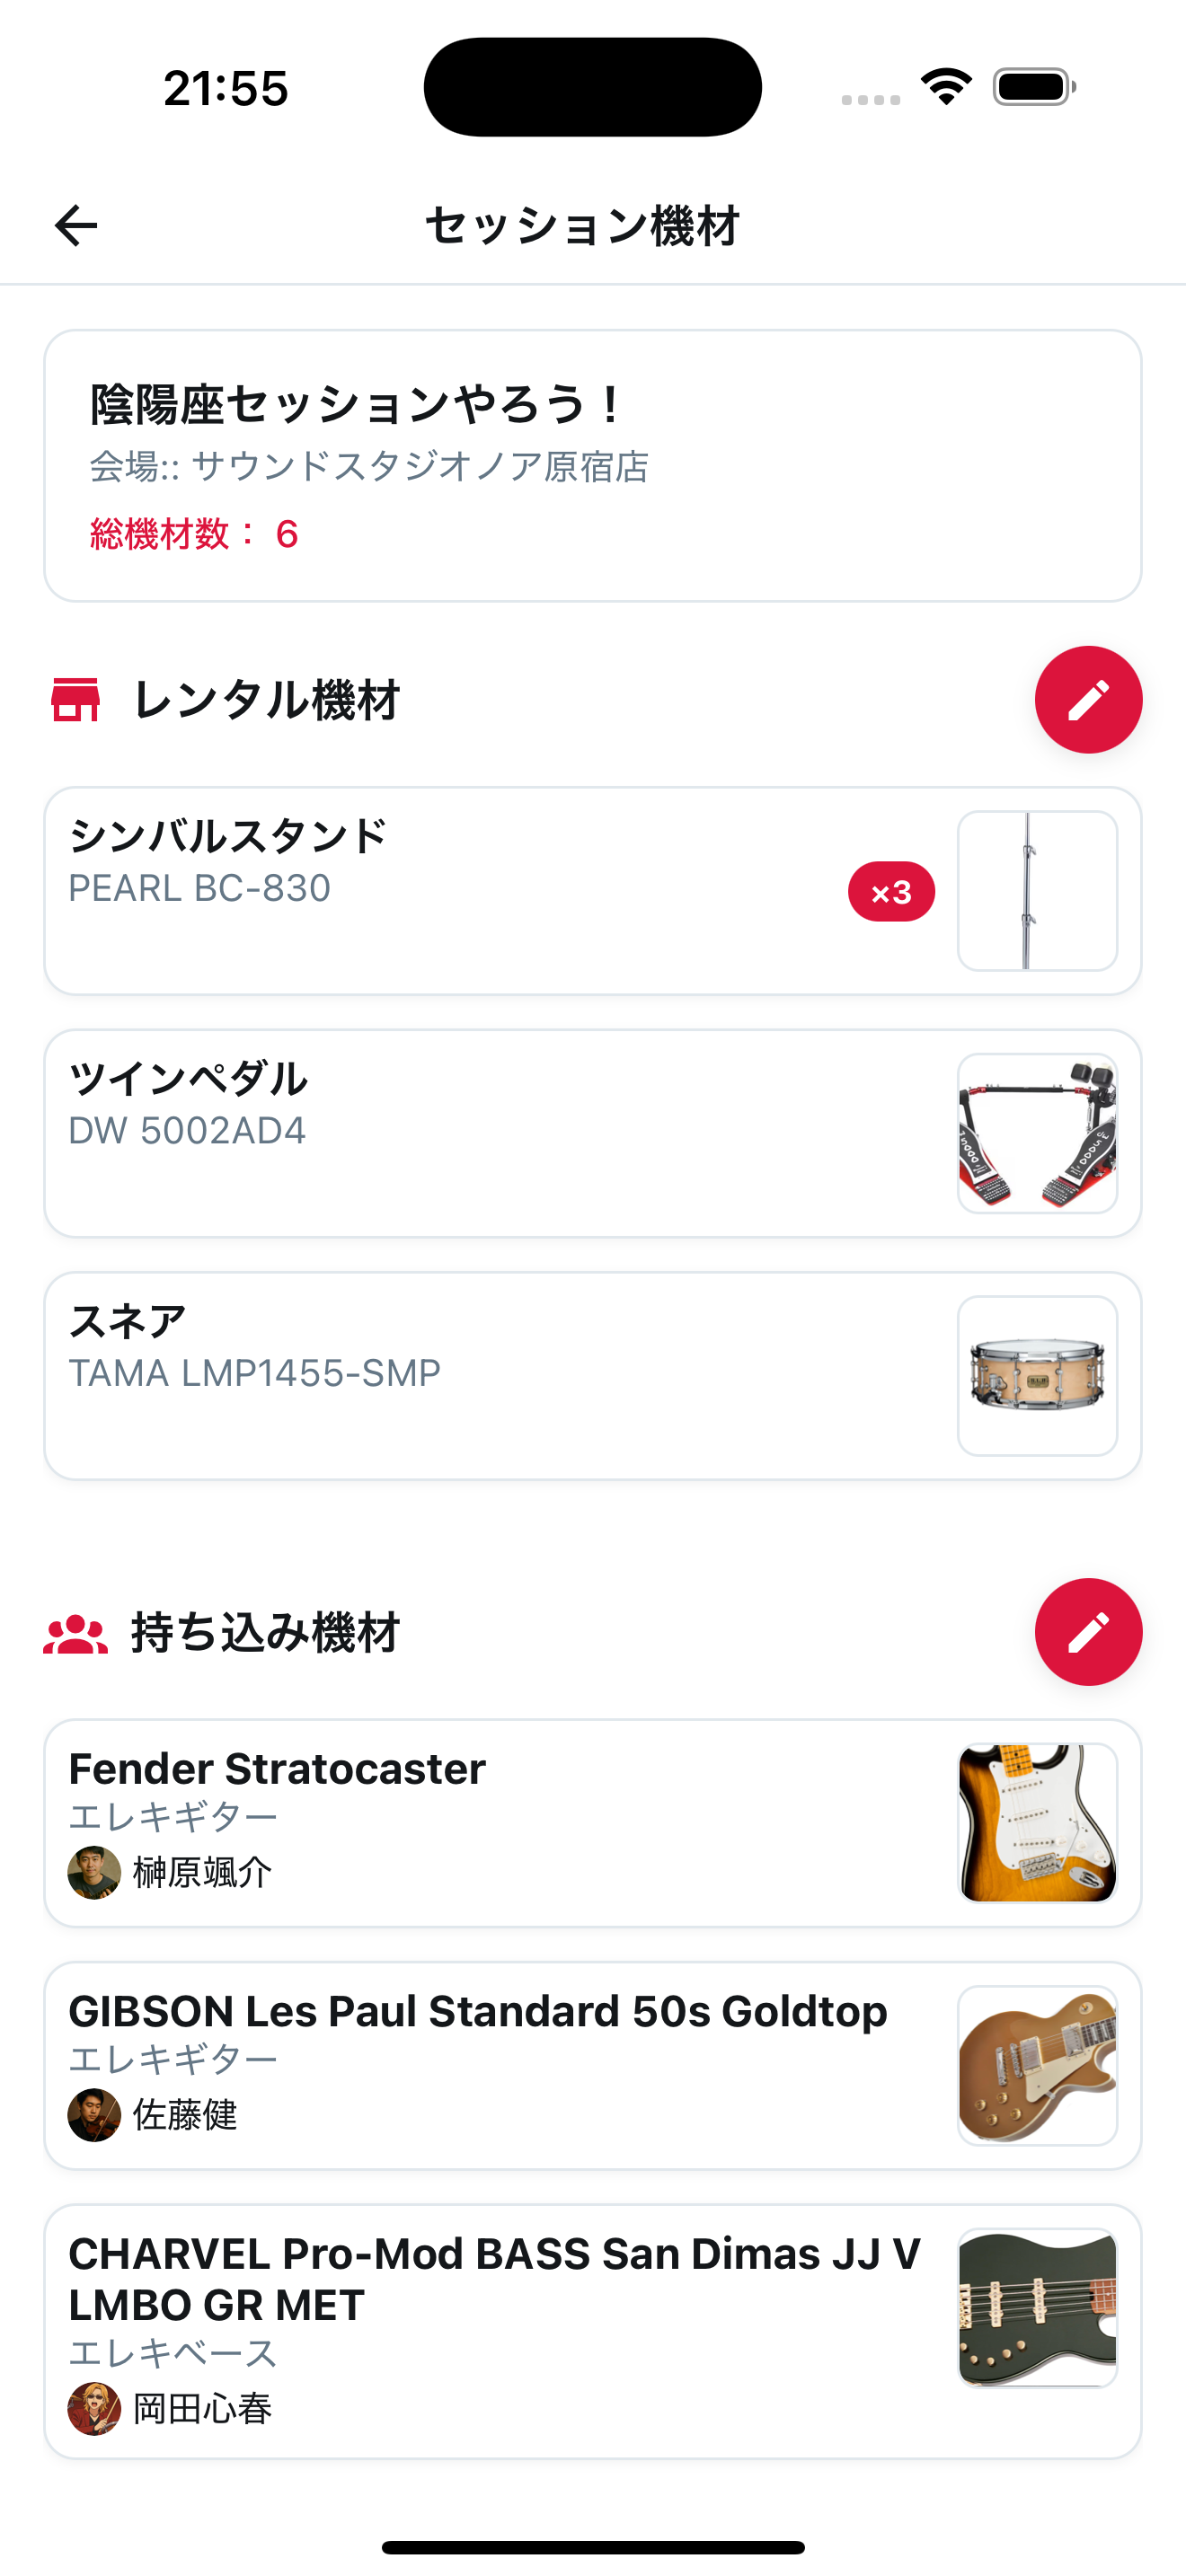 21:55
セッション機材
陰陽座セッションやろう！
会場:: サウンドスタジオノア原宿店
総機材数： 6
レンタル機材
シンバルスタンド
PEARL BC-830
×3
ツインペダル
DW 5002AD4
スネア
TAMA LMP1455-SMP
持ち込み機材
Fender Stratocaster
エレキギター
榊原颯介
GIBSON Les Paul Standard 50s Goldtop
エレキギター
佐藤健
CHARVEL Pro-Mod BASS San Dimas JJ V
LMBO GR MET
エレキベース
岡田心春